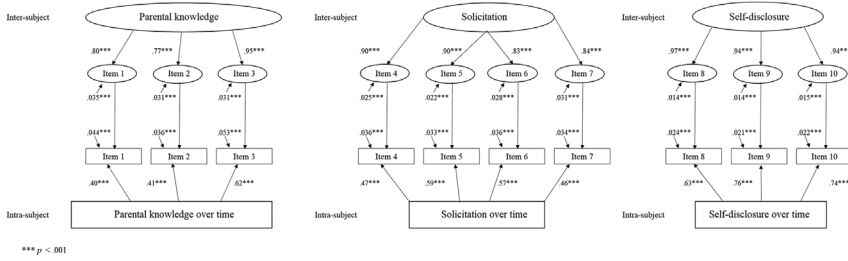 Inter-subject Parental knowledge Inter-subject Solicitation Inter-subject Self-disclosure
.80*** .77*** .95*** .90*** .90*** .83*** .84*** .97*** .94*** .94***
Item 1 Item 2 Item 3 Item 4 Item 5 Item 6 Item 7 Item 8 Item 9 Item 10
.035*** .031*** .031*** .025*** .022*** .028*** .031*** .014*** .014*** .015***
.044*** .036*** .053*** .036*** .033*** .036*** .034*** .024*** .021*** .022***
Item 1 Item 2 Item 3 Item 4 Item 5 Item 6 Item 7 Item 8 Item 9 Item 10
.40*** .41*** .62*** .47*** .59*** .57*** .46*** .63*** .76*** .74***
Intra-subject Parental knowledge over time Intra-subject Solicitation over time Intra-subject Self-disclosure over time
*** p < .001